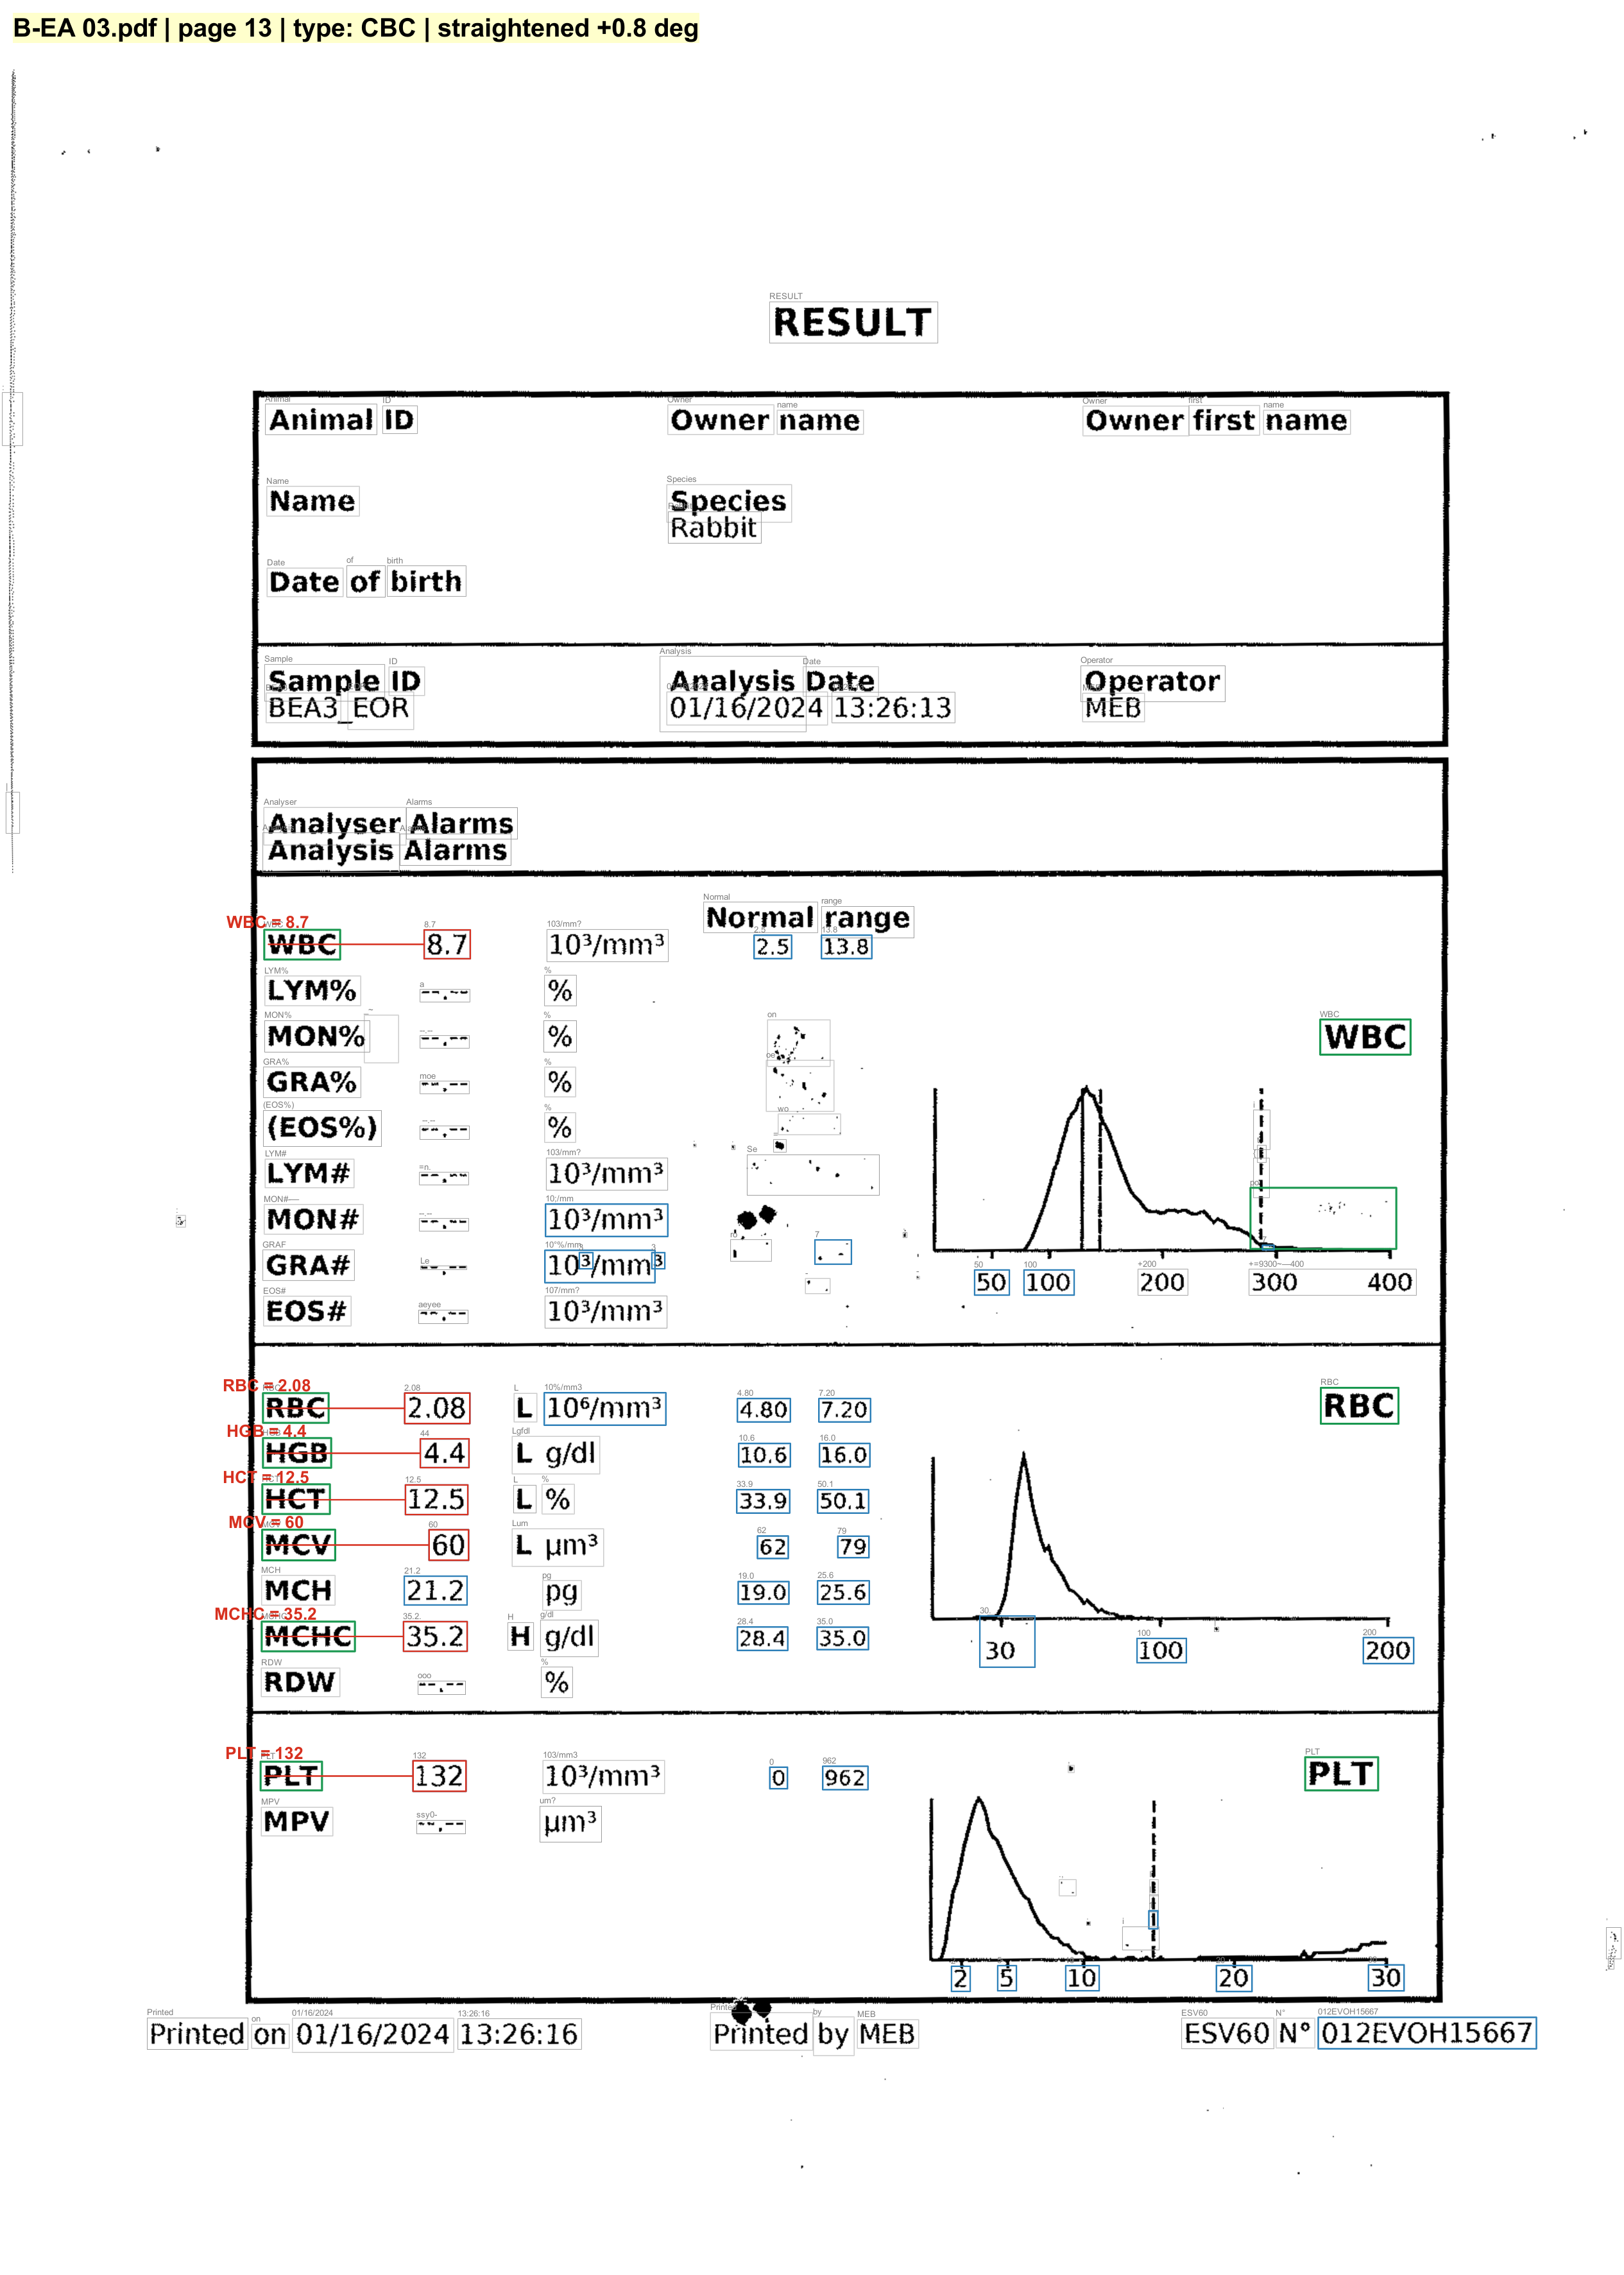 B-EA 03.pdf | page 13 | type: CBC | straightened +0.8 deg
RESULT
Animal ID Owner name Owner first name
Name Species
Rabbit
Date of birth
Sample ID Analysis Date Operator
BEA3_EOR 01/16/2024 13:26:13 MEB
Analyser Alarms
Analysis Alarms
Normal range
WBC = 8.7
WBC 8.7 10³/mm³ 2.5 13.8
LYM% --.-- %
MON% --.-- %
WBC
GRA% --.-- %
(EOS%) --.-- %
LYM# --.-- 10³/mm³
MON# --.-- 10³/mm³
GRA# --.-- 10³/mm³
50 100 200 300 400
EOS# --.-- 10³/mm³
RBC = 2.08
RBC 2.08 L 10⁶/mm³ 4.80 7.20
RBC
HGB = 4.4
HGB 4.4 L g/dl 10.6 16.0
HCT = 12.5
HCT 12.5 L % 33.9 50.1
MCV = 60
MCV 60 L µm³ 62 79
MCH 21.2 pg 19.0 25.6
MCHC = 35.2
MCHC 35.2 H g/dl 28.4 35.0
30 100 200
RDW --.-- %
PLT = 132
PLT 132 10³/mm³ 0 962
PLT
MPV --.-- µm³
2 5 10 20 30
Printed on 01/16/2024 13:26:16 Printed by MEB ESV60 N° 012EVOH15667